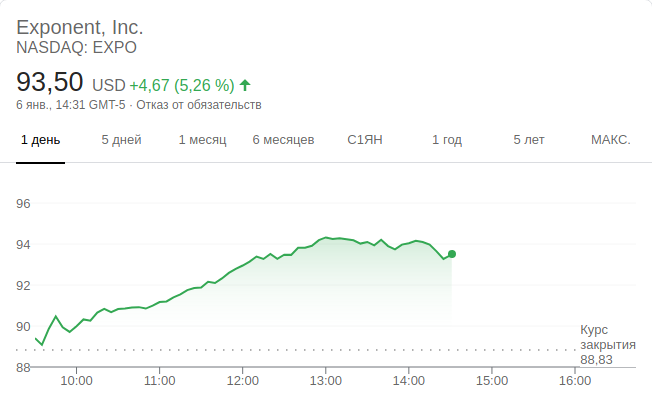 Exponent, Inc.
NASDAQ: EXPO
93,50 USD +4,67 (5,26 %)
6 янв., 14:31 GMT-5 · Отказ от обязательств
1 день 5 дней 1 месяц 6 месяцев С1ЯН 1 год 5 лет МАКС.
96
94
92
90
88
Курс
закрытия
88,83
10:00 11:00 12:00 13:00 14:00 15:00 16:00